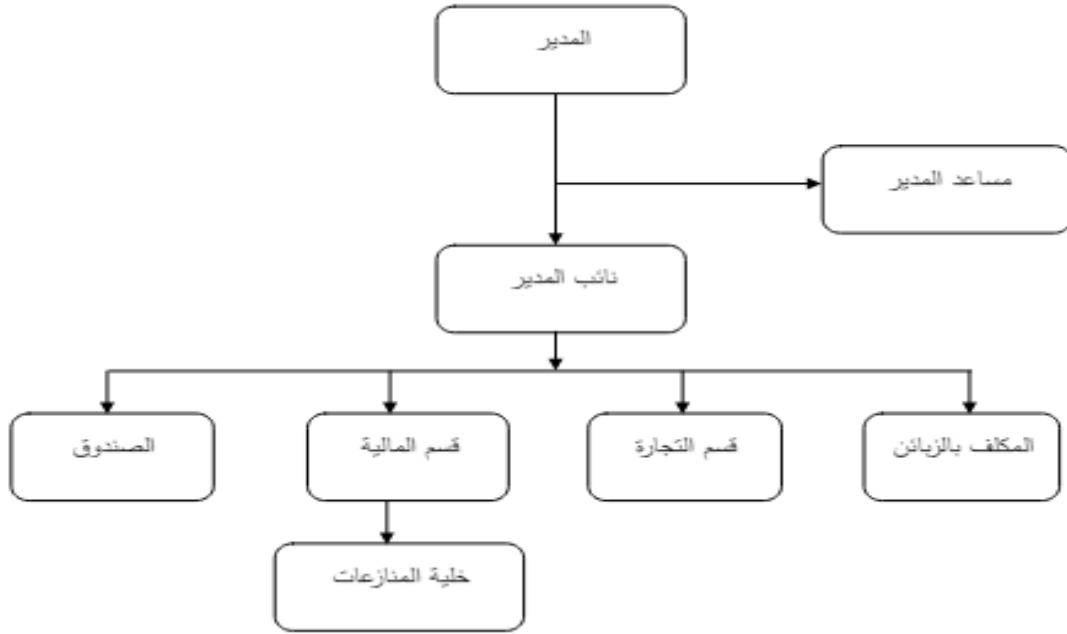 المدير
مساعد المدير
نائب المدير
المكلف بالزبائن
قسم التجارة
قسم المالية
الصندوق
خلية المنازعات